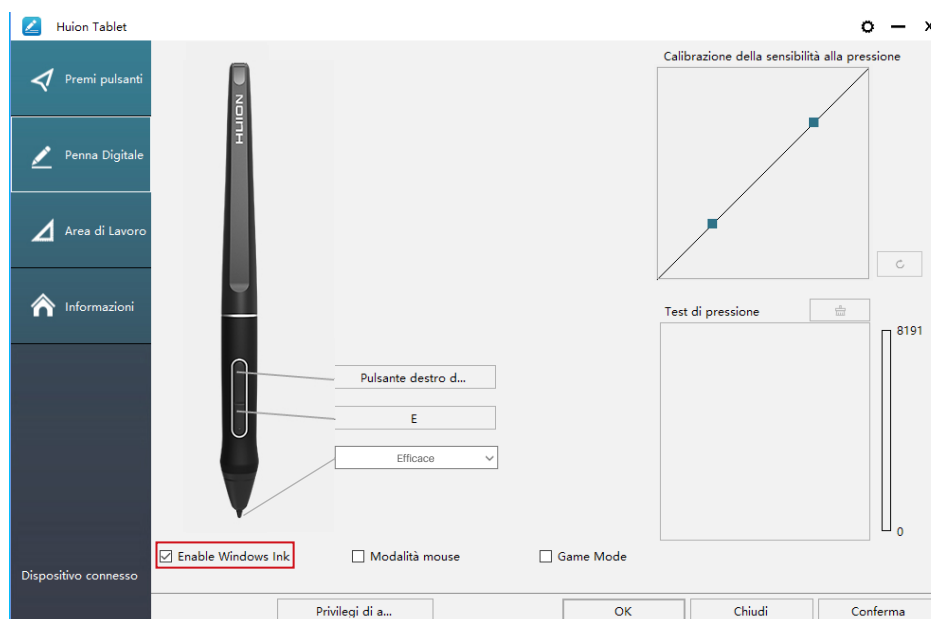 Huion Tablet
Premi pulsanti
Penna Digitale
Area di Lavoro
Informazioni
Dispositivo connesso
HUION
Pulsante destro d...
E
Efficace
Enable Windows Ink
Modalità mouse
Game Mode
Calibrazione della sensibilità alla pressione
Test di pressione
8191
0
Privilegi di a...
OK
Chiudi
Conferma